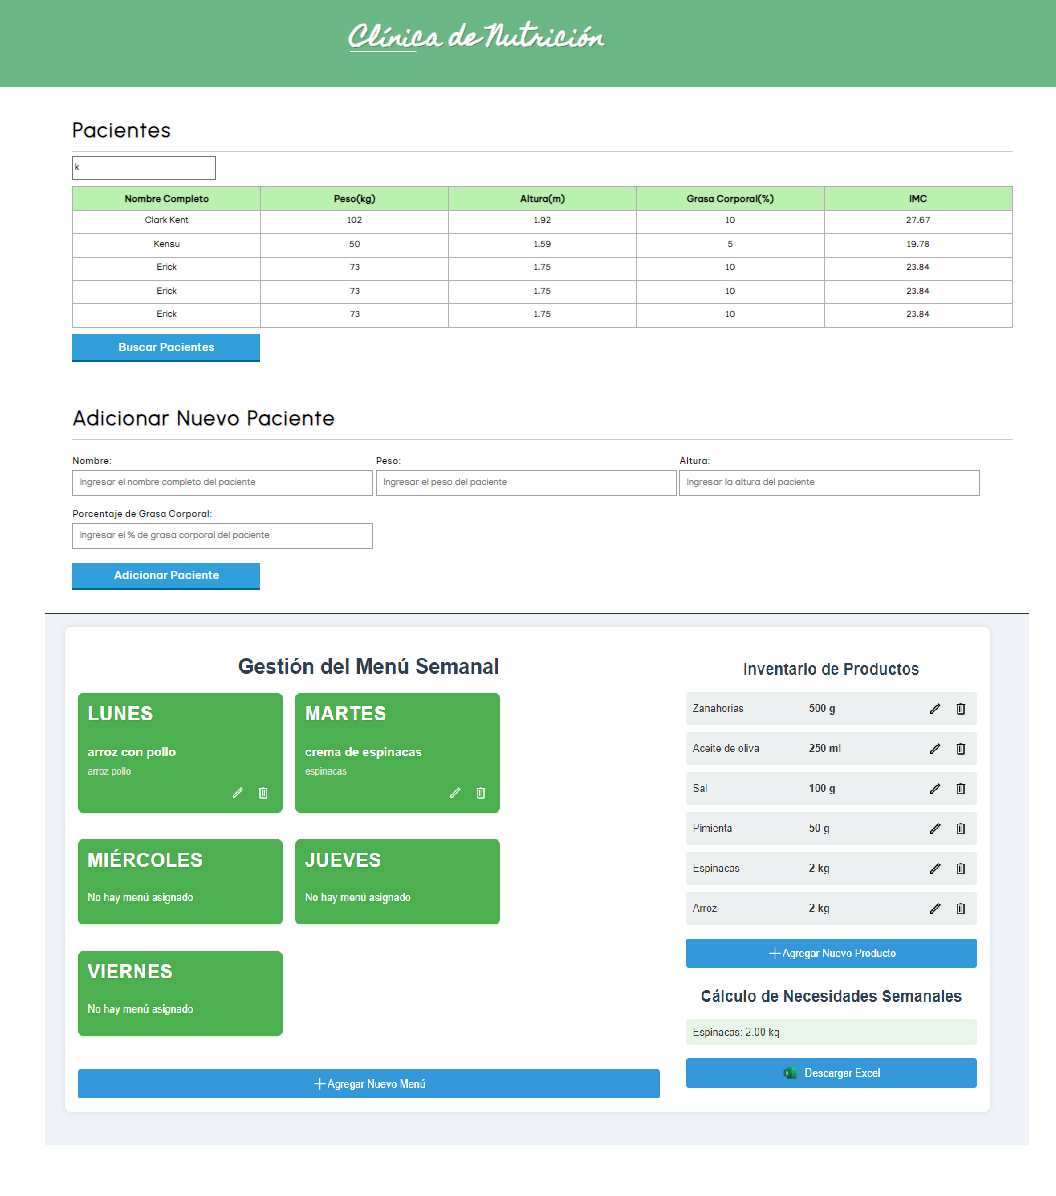 Clínica de Nutrición
Pacientes
k
Nombre Completo Peso(kg) Altura(m) Grasa Corporal(%) IMC
Clark Kent 102 1.92 10 27.67
Kensu 50 1.59 5 19.78
Erick 73 1.75 10 23.84
Erick 73 1.75 10 23.84
Erick 73 1.75 10 23.84
Buscar Pacientes
Adicionar Nuevo Paciente
Nombre: Peso: Altura:
Ingresar el nombre completo del paciente Ingresar el peso del paciente Ingresar la altura del paciente
Porcentaje de Grasa Corporal:
Ingresar el % de grasa corporal del paciente
Adicionar Paciente
Gestión del Menú Semanal
LUNES
arroz con pollo
arroz pollo
MARTES
crema de espinacas
espinacas
MIÉRCOLES
No hay menú asignado
JUEVES
No hay menú asignado
VIERNES
No hay menú asignado
Agregar Nuevo Menú
Inventario de Productos
Zanahorias 500 g
Aceite de oliva 250 ml
Sal 100 g
Pimienta 50 g
Espinacas 2 kg
Arroz 2 kg
Agregar Nuevo Producto
Cálculo de Necesidades Semanales
Espinacas: 2.00 kg
Descargar Excel